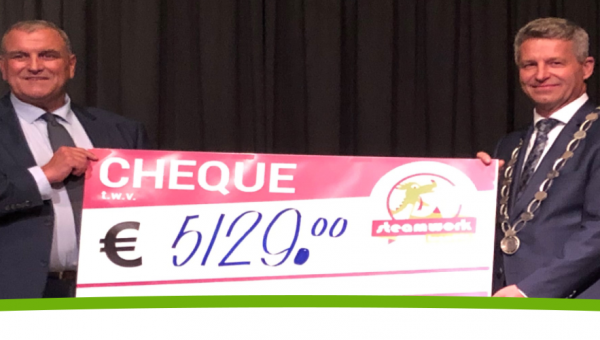 CHEQUE
t.w.v.
€ 5129.00
steamwork